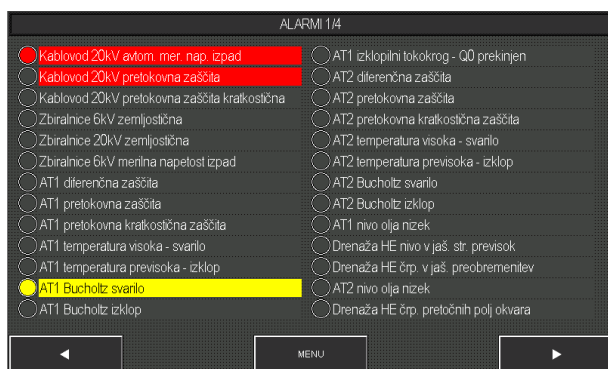 ALARMI 1/4
Kablovod 20kV avtom. mer. nap. izpad
Kablovod 20kV pretokovna zaščita
Kablovod 20kV pretokovna zaščita kratkostična
Zbiralnice 6kV zemljostična
Zbiralnice 20kV zemljostična
Zbiralnice 6kV merilna napetost izpad
AT1 diferenčna zaščita
AT1 pretokovna zaščita
AT1 pretokovna kratkostična zaščita
AT1 temperatura visoka - svarilo
AT1 temperatura previsoka - izklop
AT1 Bucholtz svarilo
AT1 Bucholtz izklop
AT1 izklopilni tokokrog - Q0 prekinjen
AT2 diferenčna zaščita
AT2 pretokovna zaščita
AT2 pretokovna kratkostična zaščita
AT2 temperatura visoka - svarilo
AT2 temperatura previsoka - izklop
AT2 Bucholtz svarilo
AT2 Bucholtz izklop
AT1 nivo olja nizek
Drenaža HE nivo v jaš. str. previsok
Drenaža HE črp. v jaš. preobremenitev
AT2 nivo olja nizek
Drenaža HE črp. pretočnih polj okvara
MENU